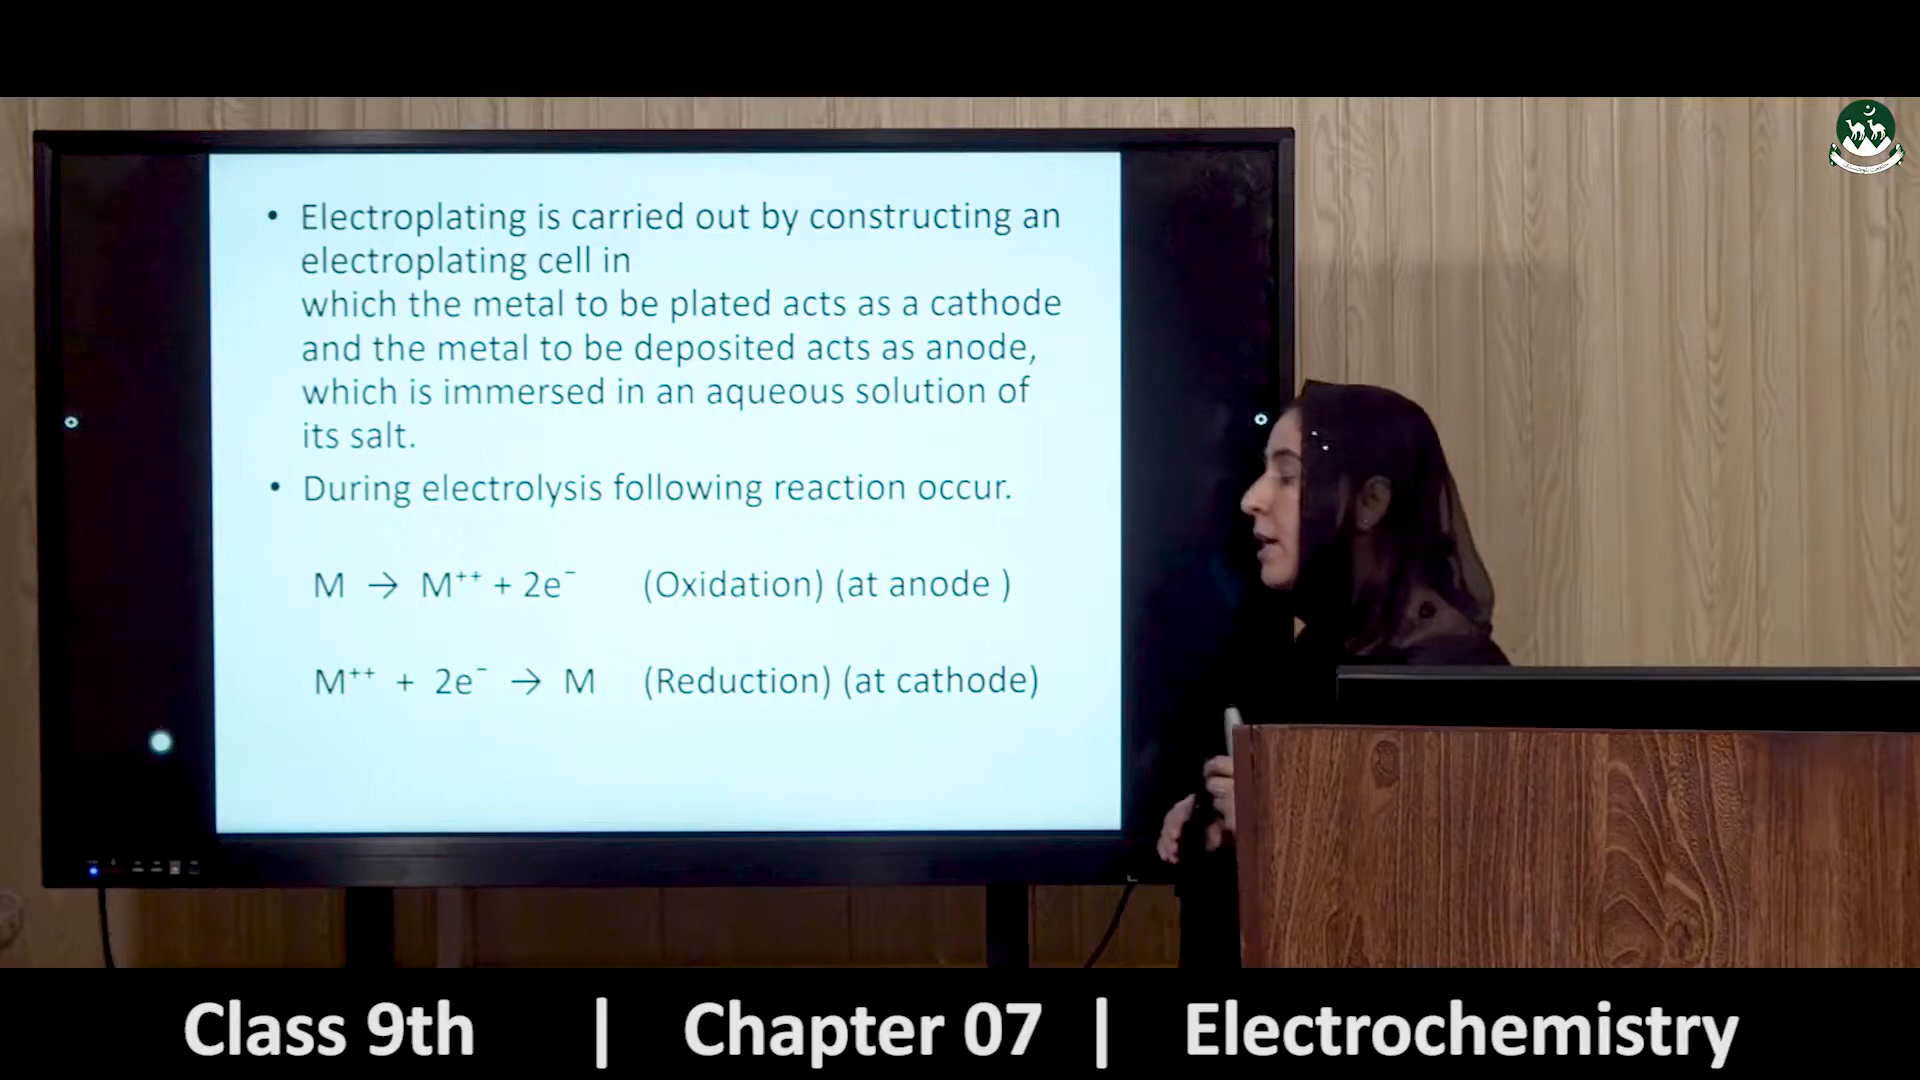 • Electroplating is carried out by constructing an
electroplating cell in
which the metal to be plated acts as a cathode
and the metal to be deposited acts as anode,
which is immersed in an aqueous solution of
its salt.
• During electrolysis following reaction occur.
M → M⁺⁺ + 2e⁻ (Oxidation) (at anode )
M⁺⁺ + 2e⁻ → M (Reduction) (at cathode)
Class 9th | Chapter 07 | Electrochemistry